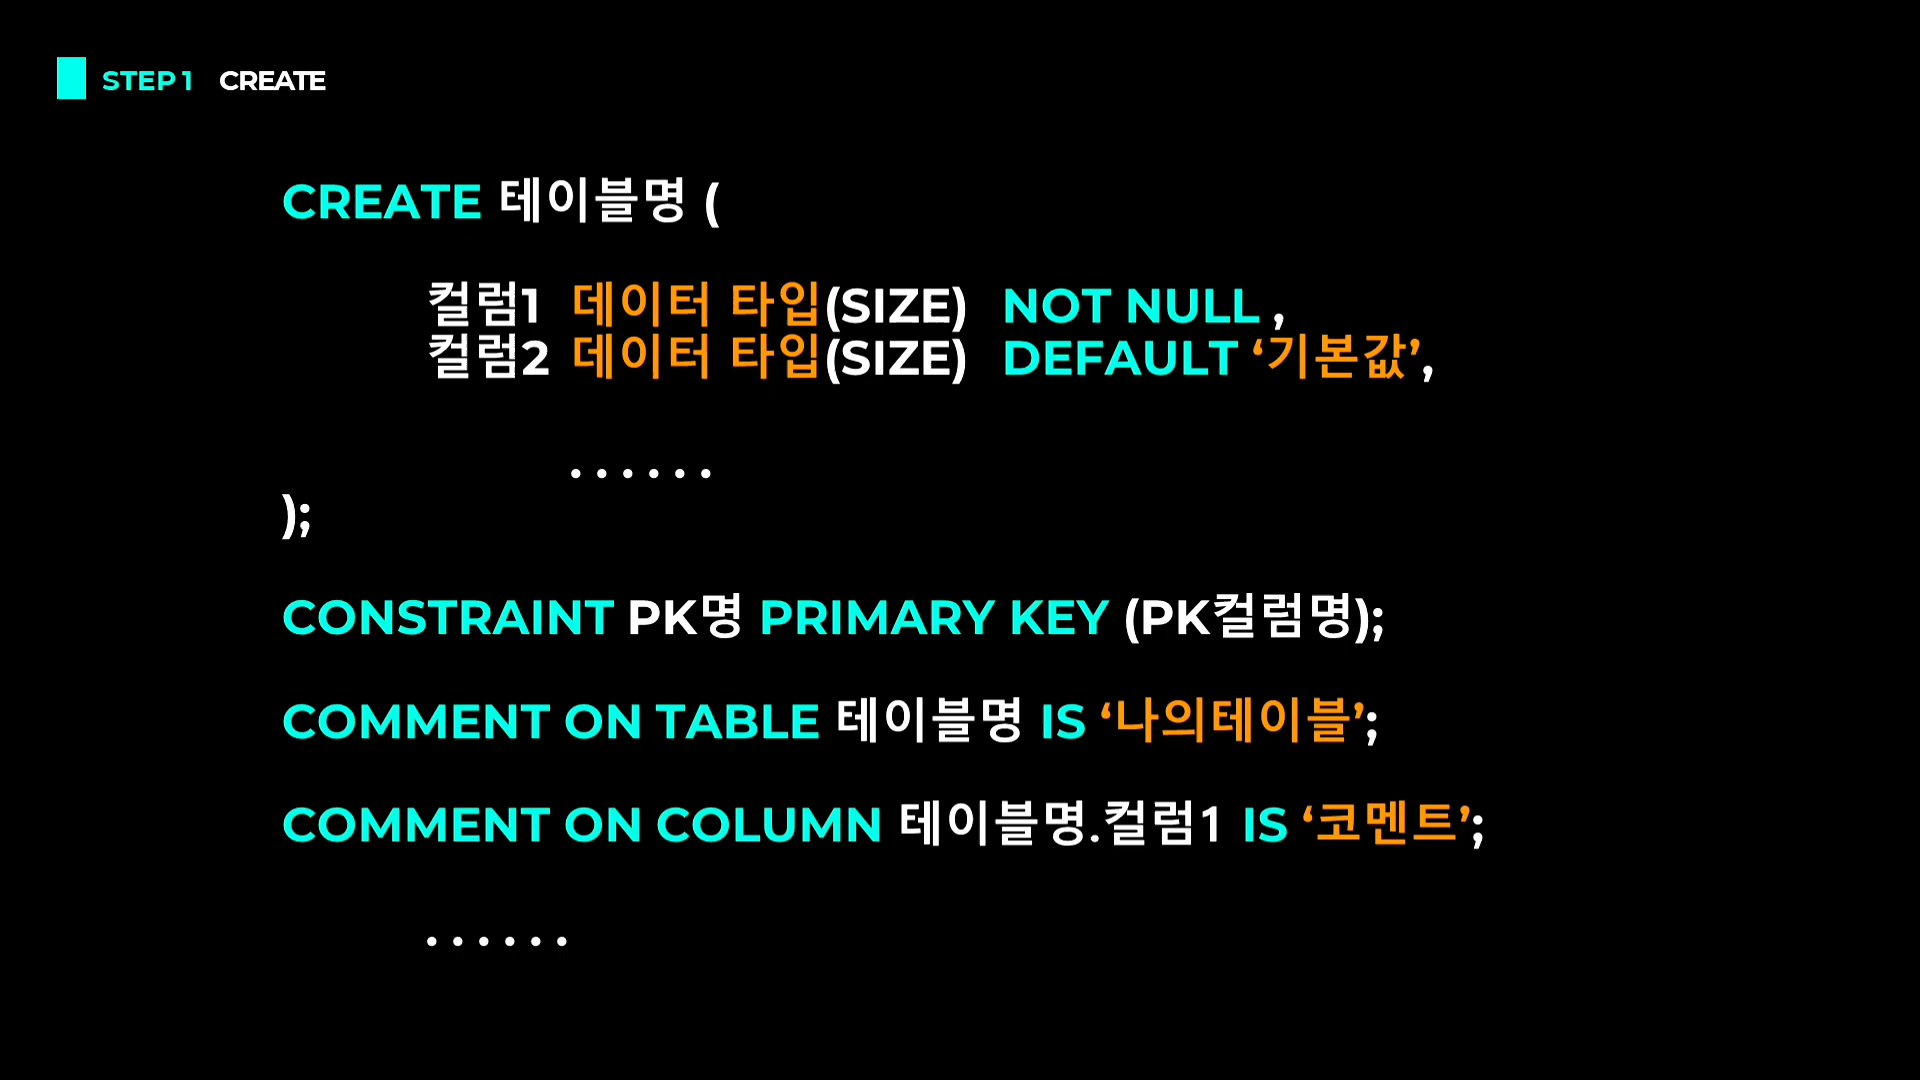 STEP 1 CREATE
CREATE 테이블명 (
컬럼1 데이터 타입(SIZE) NOT NULL ,
컬럼2 데이터 타입(SIZE) DEFAULT ‘기본값’,
. . . . . .
);
CONSTRAINT PK명 PRIMARY KEY (PK컬럼명);
COMMENT ON TABLE 테이블명 IS ‘나의테이블’;
COMMENT ON COLUMN 테이블명.컬럼1 IS ‘코멘트’;
. . . . . .